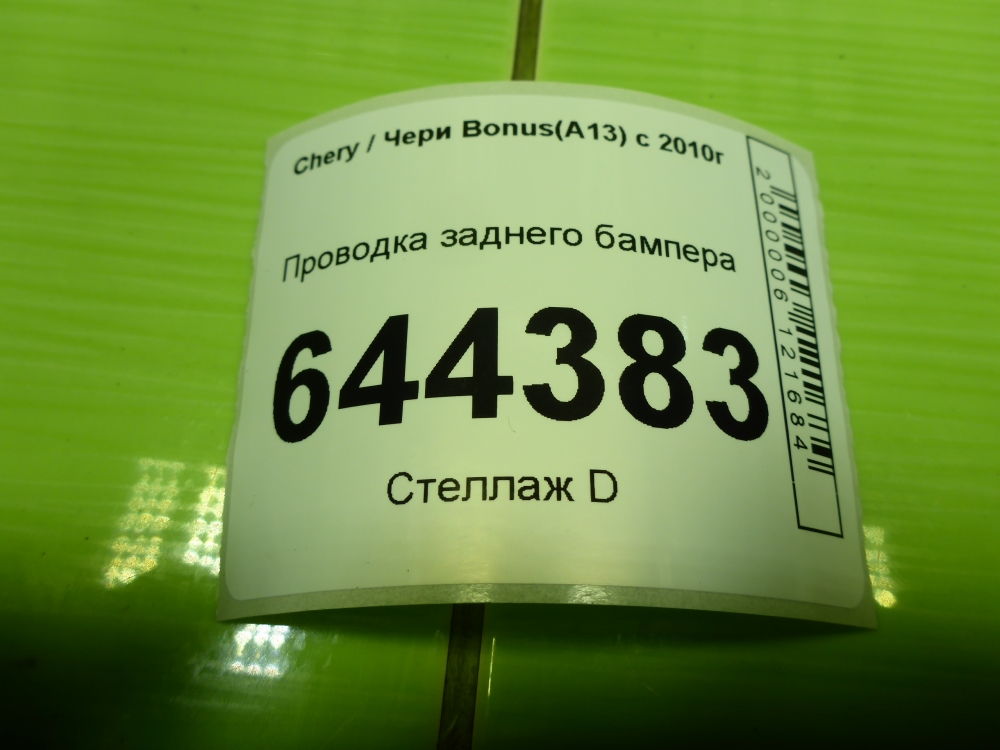 Chery / Чери Bonus(A13) с 2010г
Проводка заднего бампера
644383
Стеллаж D
2000006121684